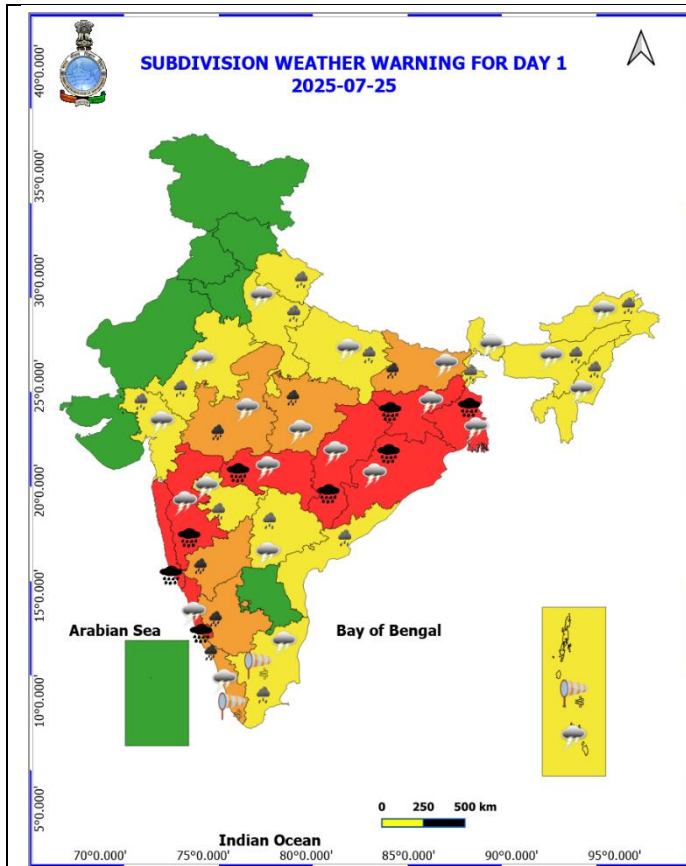 SUBDIVISION WEATHER WARNING FOR DAY 1
2025-07-25
40°0.000'
35°0.000'
30°0.000'
25°0.000'
20°0.000'
15°0.000'
10°0.000'
5°0.000'
Arabian Sea
Bay of Bengal
0 250 500 km
Indian Ocean
70°0.000' 75°0.000' 80°0.000' 85°0.000' 90°0.000' 95°0.000'